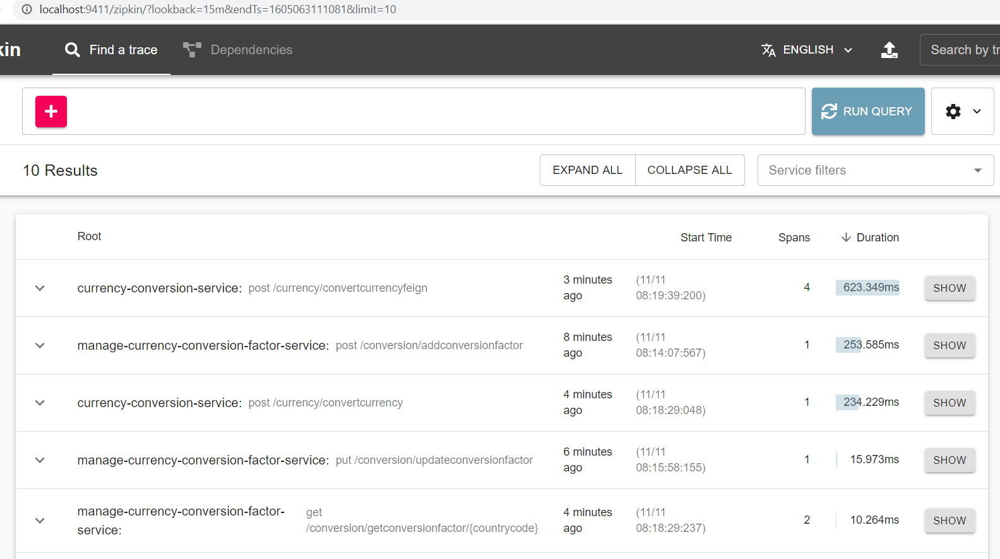 localhost:9411/zipkin/?lookback=15m&endTs=1605063111081&limit=10
kin
Find a trace
Dependencies
ENGLISH
Search by tr
RUN QUERY
10 Results
EXPAND ALL
COLLAPSE ALL
Service filters
Root
Start Time
Spans
Duration
currency-conversion-service: post /currency/convertcurrencyfeign
3 minutes
ago
(11/11
08:19:39:200)
4
623.349ms
SHOW
manage-currency-conversion-factor-service: post /conversion/addconversionfactor
8 minutes
ago
(11/11
08:14:07:567)
1
253.585ms
SHOW
currency-conversion-service: post /currency/convertcurrency
4 minutes
ago
(11/11
08:18:29:048)
1
234.229ms
SHOW
manage-currency-conversion-factor-service: put /conversion/updateconversionfactor
6 minutes
ago
(11/11
08:15:58:155)
1
15.973ms
SHOW
manage-currency-conversion-factor-
service:
get
/conversion/getconversionfactor/{countrycode}
4 minutes
ago
(11/11
08:18:29:237)
2
10.264ms
SHOW